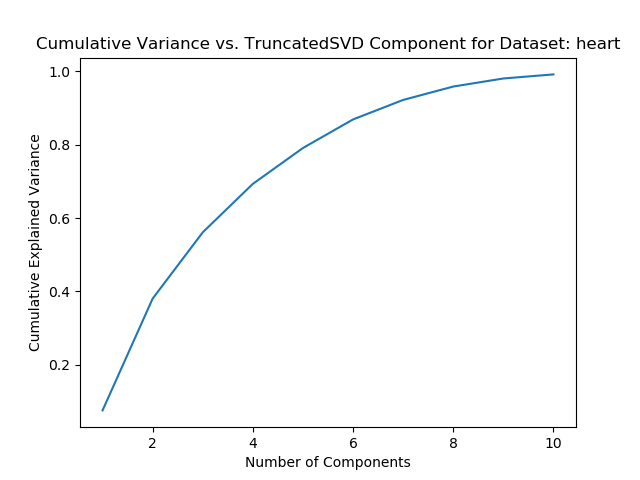 Cumulative Variance vs. TruncatedSVD Component for Dataset: heart
1.0
0.8
0.6
0.4
0.2
Cumulative Explained Variance
2 4 6 8 10
Number of Components